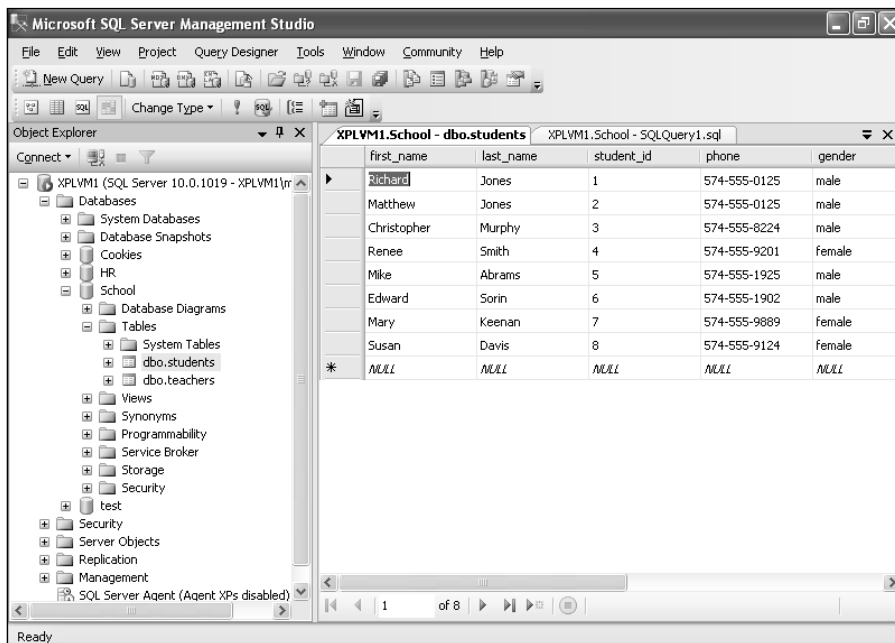 Microsoft SQL Server Management Studio
File Edit View Project Query Designer Tools Window Community Help
New Query
Change Type
Object Explorer
Connect
XPLVM1 (SQL Server 10.0.1019 - XPLVM1\m
Databases
System Databases
Database Snapshots
Cookies
HR
School
Database Diagrams
Tables
System Tables
dbo.students
dbo.teachers
Views
Synonyms
Programmability
Service Broker
Storage
Security
test
Security
Server Objects
Replication
Management
SQL Server Agent (Agent XPs disabled)
XPLVM1.School - dbo.students XPLVM1.School - SQLQuery1.sql
first_name last_name student_id phone gender
Richard Jones 1 574-555-0125 male
Matthew Jones 2 574-555-0125 male
Christopher Murphy 3 574-555-8224 male
Renee Smith 4 574-555-9201 female
Mike Abrams 5 574-555-1925 male
Edward Sorin 6 574-555-1902 male
Mary Keenan 7 574-555-9889 female
Susan Davis 8 574-555-9124 female
NULL NULL NULL NULL NULL
1 of 8
Ready